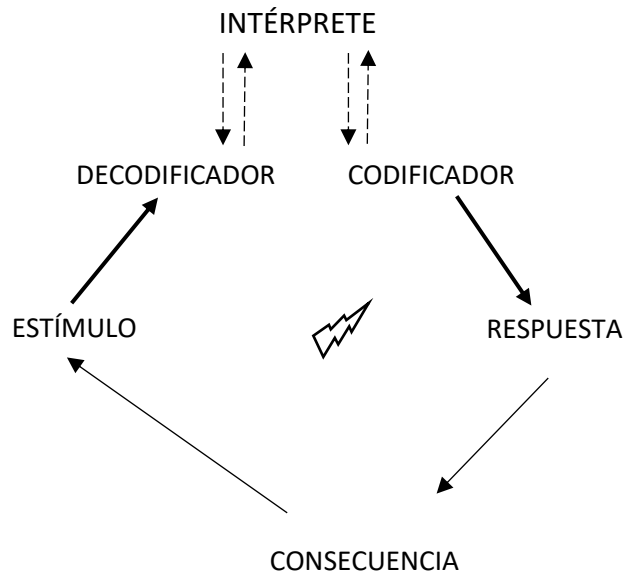 INTÉRPRETE
DECODIFICADOR
CODIFICADOR
ESTÍMULO
RESPUESTA
CONSECUENCIA